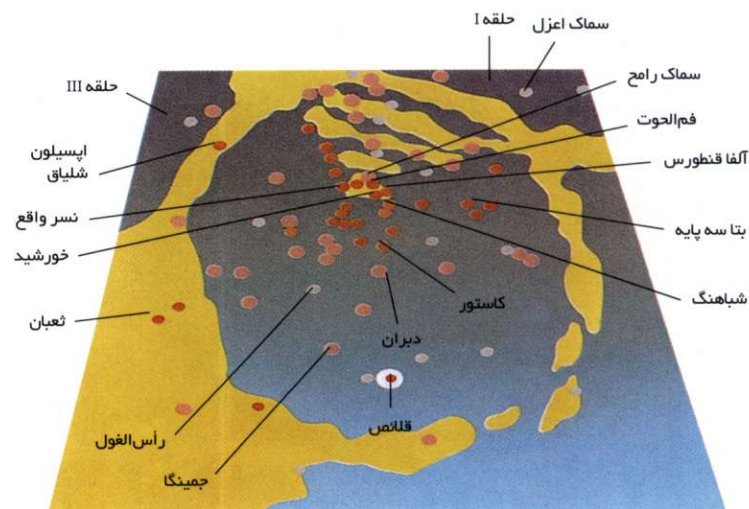 سماک اعزل
حلقه I
سماک رامح
حلقه III
فم‌الحوت
اپسیلون
شلیاق
آلفا قنطورس
نسر واقع
بتا سه پایه
خورشید
شباهنگ
کاستور
ثعبان
دبران
رأس‌الغول
قلائص
جمینگا